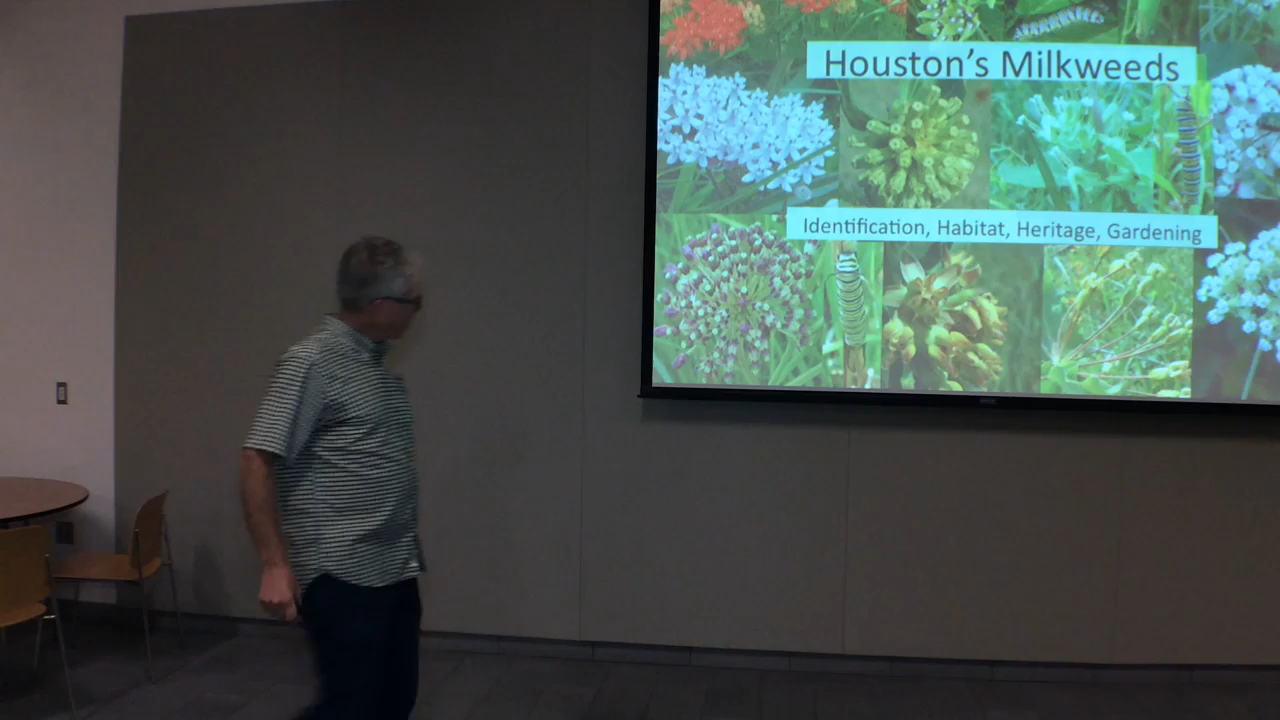 Houston's Milkweeds
Identification, Habitat, Heritage, Gardening